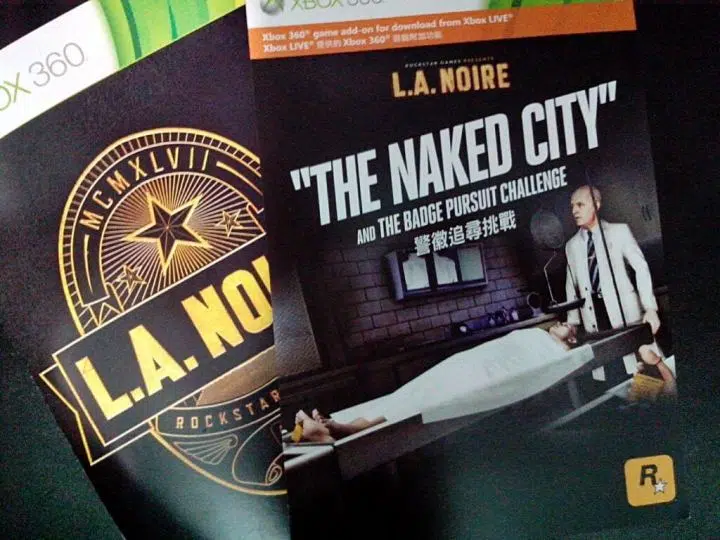 XBOX 360
MCMXLVII
L.A. NOI
ROCKSTAR
XBOX 360
Xbox 360® game add-on for download from Xbox LIVE®
Xbox LIVE® 提供的 Xbox 360® 遊戲附加功能
ROCKSTAR GAMES PRESENTS
L.A. NOIRE
"THE NAKED CITY"
AND THE BADGE PURSUIT CHALLENGE
警徽追尋挑戰
R